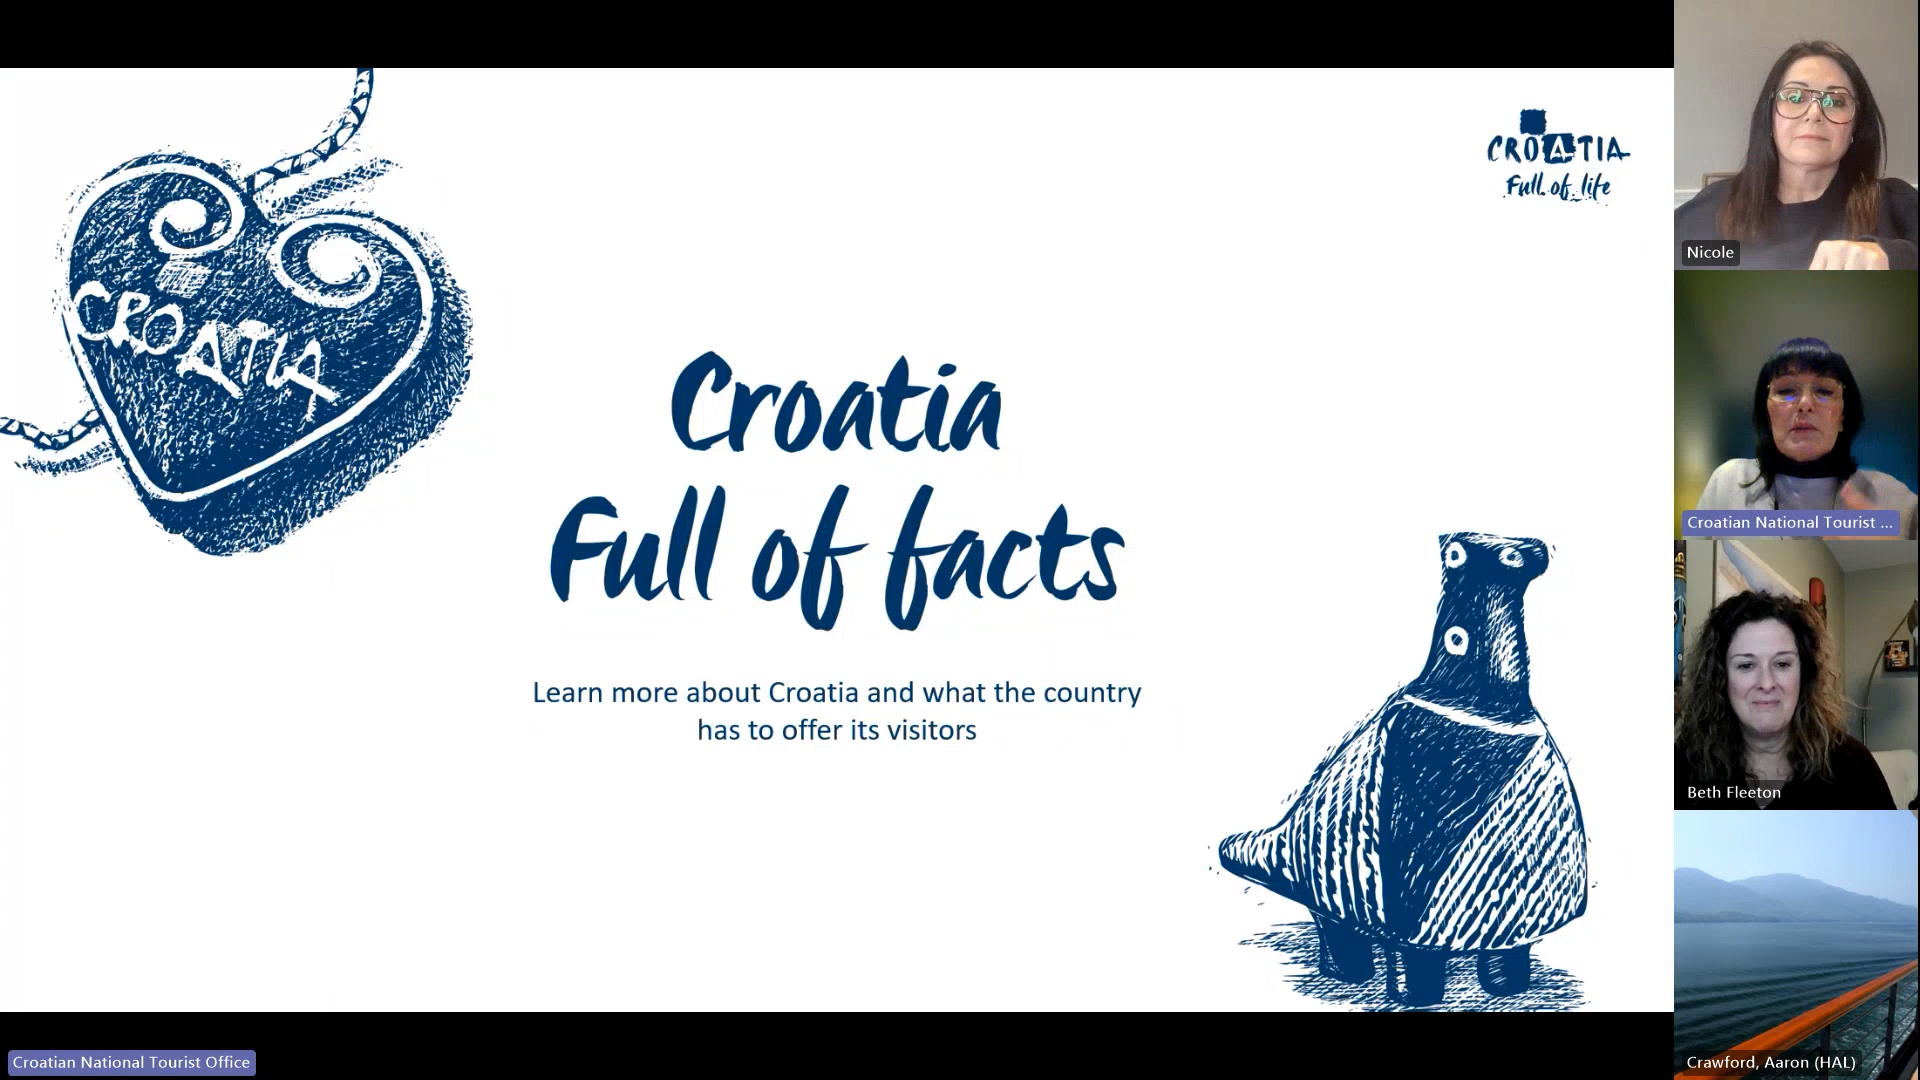 CROATIA
CROATIA
Full of life
Croatia
Full of facts
Learn more about Croatia and what the country
has to offer its visitors
Nicole
Croatian National Tourist ...
Beth Fleeton
Crawford, Aaron (HAL)
Croatian National Tourist Office